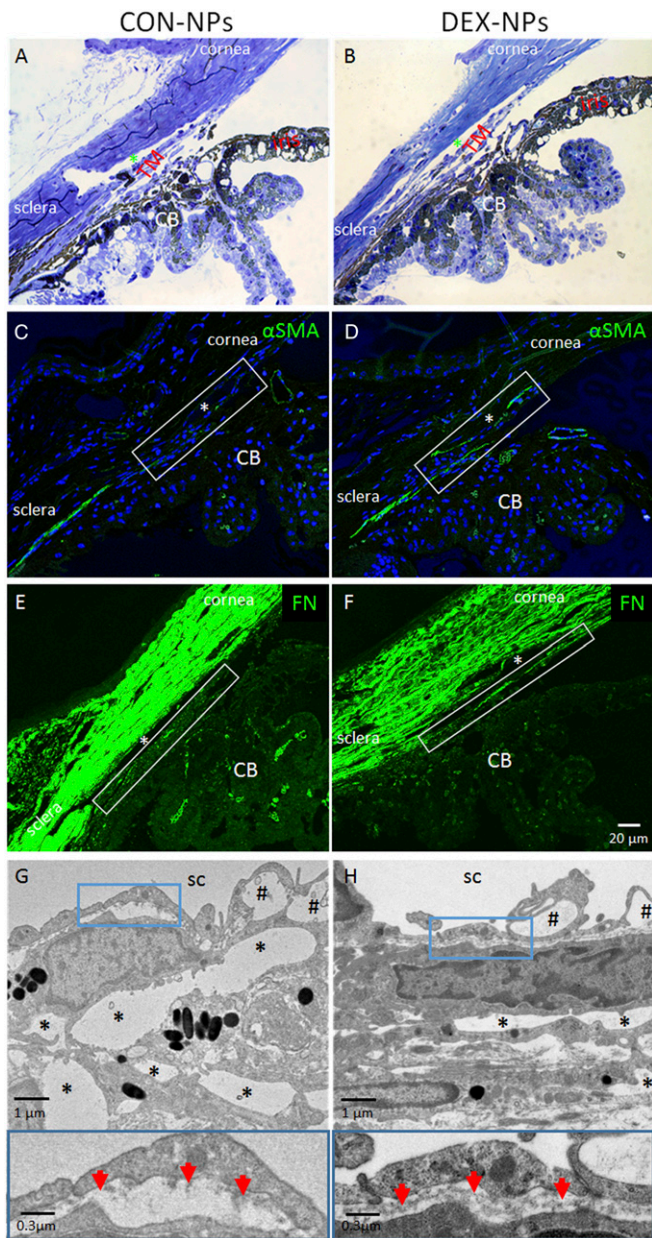 CON-NPs DEX-NPs
A cornea B
iris iris
* TM * TM
sclera CB sclera CB
C αSMA D αSMA
cornea cornea
* *
CB CB
sclera sclera
E cornea FN F cornea FN
* *
sclera CB sclera CB
20 µm
G sc H sc
# # # #
* * * * * *
* * *
1 µm 1 µm
0.3µm 0.3µm